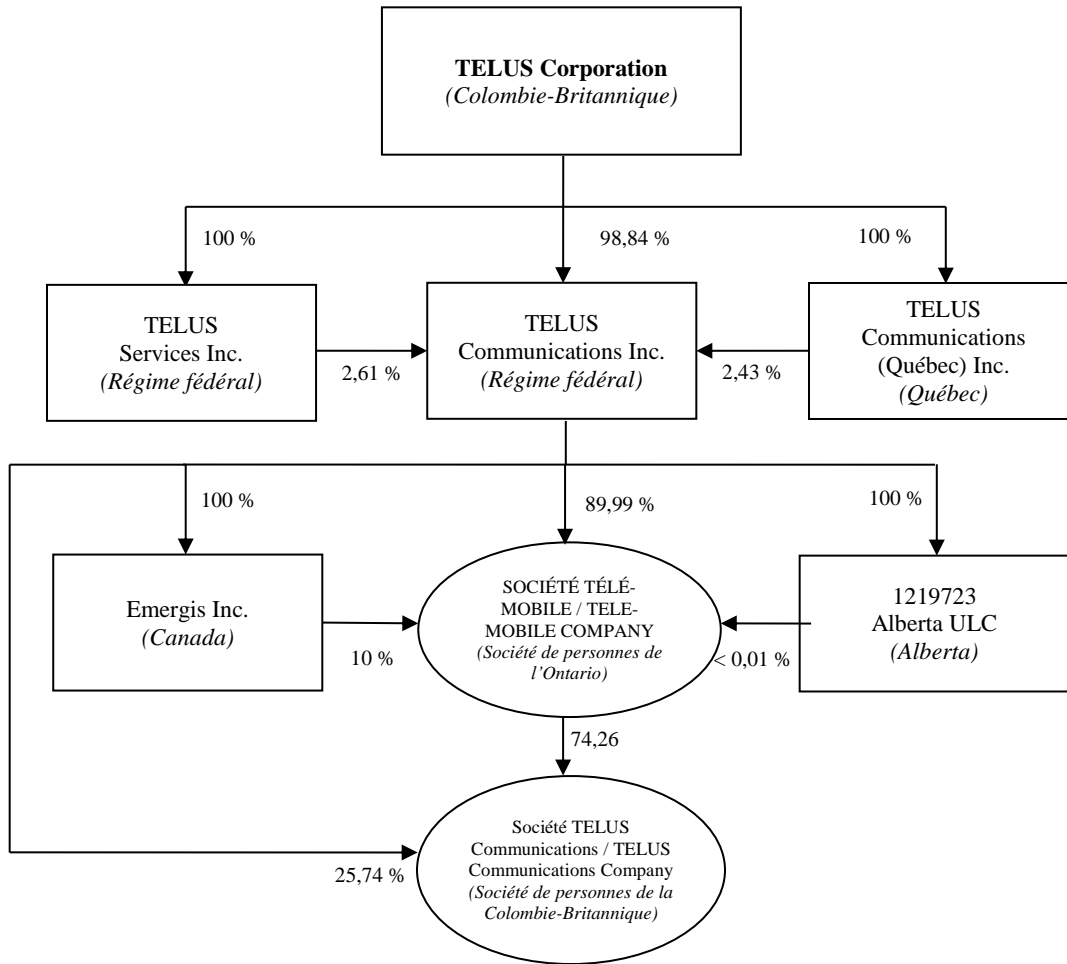 TELUS Corporation
(Colombie-Britannique)
100 %
98,84 %
100 %
TELUS
Services Inc.
(Régime fédéral)
2,61 %
TELUS
Communications Inc.
(Régime fédéral)
2,43 %
TELUS
Communications
(Québec) Inc.
(Québec)
100 %
89,99 %
100 %
Emergis Inc.
(Canada)
10 %
SOCIÉTÉ TÉLÉ-
MOBILE / TELE-
MOBILE COMPANY
(Société de personnes de
l’Ontario)
< 0,01 %
1219723
Alberta ULC
(Alberta)
74,26
Société TELUS
Communications / TELUS
Communications Company
(Société de personnes de la
Colombie-Britannique)
25,74 %